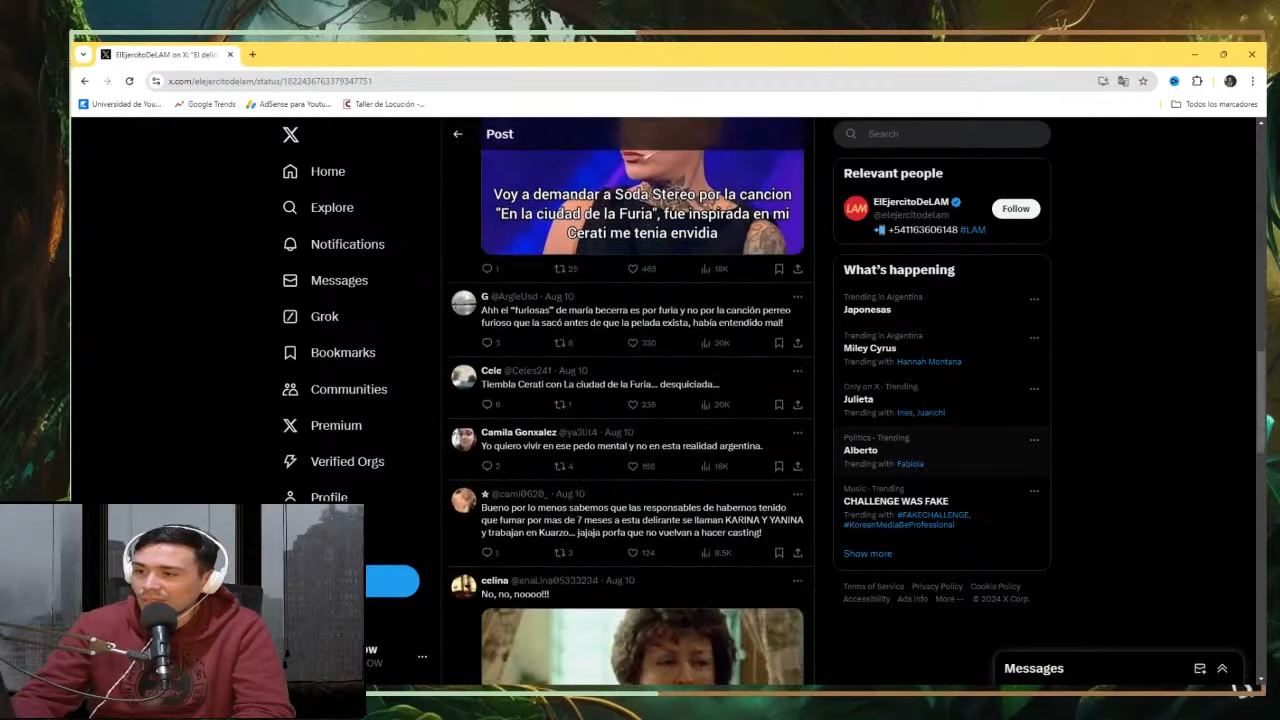 ElEjercitoDeLAM on X: "El deli
x.com/elejercitodelam/status/1822436763379347751
Universidad de You...
Google Trends
AdSense para Youtu...
Taller de Locución -...
Todos los marcadores
Home
Explore
Notifications
Messages
Grok
Bookmarks
Communities
Premium
Verified Orgs
Profile
OW
OW
Post
Voy a demandar a Soda Stereo por la cancion
"En la ciudad de la Furia", fue inspirada en mi
Cerati me tenia envidia
1 25 463 18K
G @ArgleUsd · Aug 10
Ahh el "furiosas" de maría becerra es por furia y no por la canción perreo
furioso que la sacó antes de que la pelada exista, había entendido mal!
3 8 330 20K
Cele @Celes241 · Aug 10
Tiembla Cerati con La ciudad de la Furia... desquiciada...
6 1 235 20K
Camila Gonxalez @ya3Ut4 · Aug 10
Yo quiero vivir en ese pedo mental y no en esta realidad argentina.
2 4 168 16K
@cami0620_ · Aug 10
Bueno por lo menos sabemos que las responsables de habernos tenido
que fumar por mas de 7 meses a esta delirante se llaman KARINA Y YANINA
y trabajan en Kuarzo... jajaja porfa que no vuelvan a hacer casting!
1 3 124 9.5K
celina @anaLina05333234 · Aug 10
No, no, noooo!!!
Search
Relevant people
LAM
ElEjercitoDeLAM
@elejercitodelam
Follow
+541163606148 #LAM
What's happening
Trending in Argentina
Japonesas
Trending in Argentina
Miley Cyrus
Trending with Hannah Montana
Only on X · Trending
Julieta
Trending with Ines, Juanchi
Politics · Trending
Alberto
Trending with Fabiola
Music · Trending
CHALLENGE WAS FAKE
Trending with #FAKECHALLENGE,
#KoreanMediaBeProfessional
Show more
Terms of Service Privacy Policy Cookie Policy
Accessibility Ads info More ··· © 2024 X Corp.
Messages